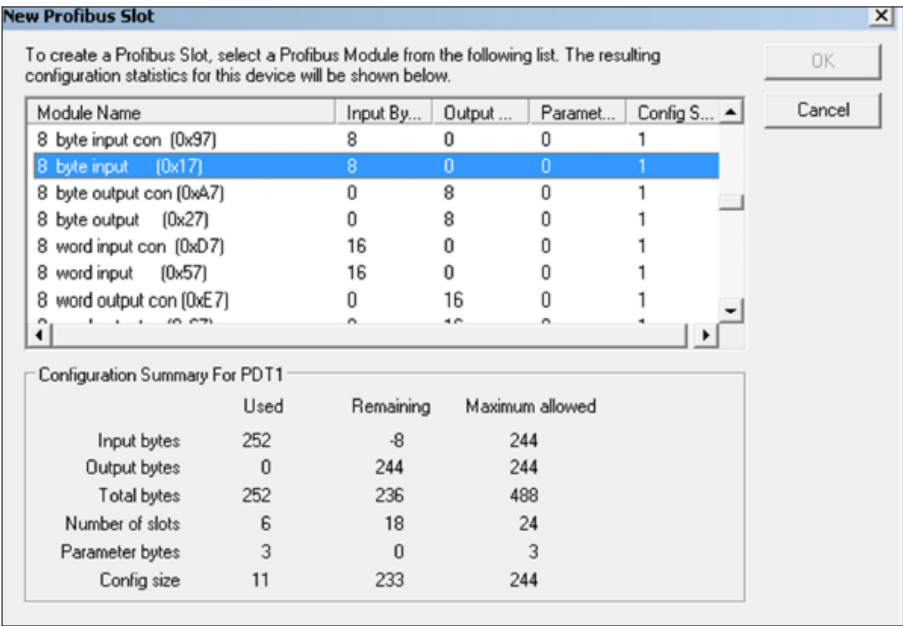 New Profibus Slot
To create a Profibus Slot, select a Profibus Module from the following list. The resulting
configuration statistics for this device will be shown below.
OK
Cancel
Module Name Input By... Output ... Paramet... Config S...
8 byte input con (0x97) 8 0 0 1
8 byte input (0x17) 8 0 0 1
8 byte output con (0xA7) 0 8 0 1
8 byte output (0x27) 0 8 0 1
8 word input con (0xD7) 16 0 0 1
8 word input (0x57) 16 0 0 1
8 word output con (0xE7) 0 16 0 1
Configuration Summary For PDT1
Used Remaining Maximum allowed
Input bytes 252 -8 244
Output bytes 0 244 244
Total bytes 252 236 488
Number of slots 6 18 24
Parameter bytes 3 0 3
Config size 11 233 244